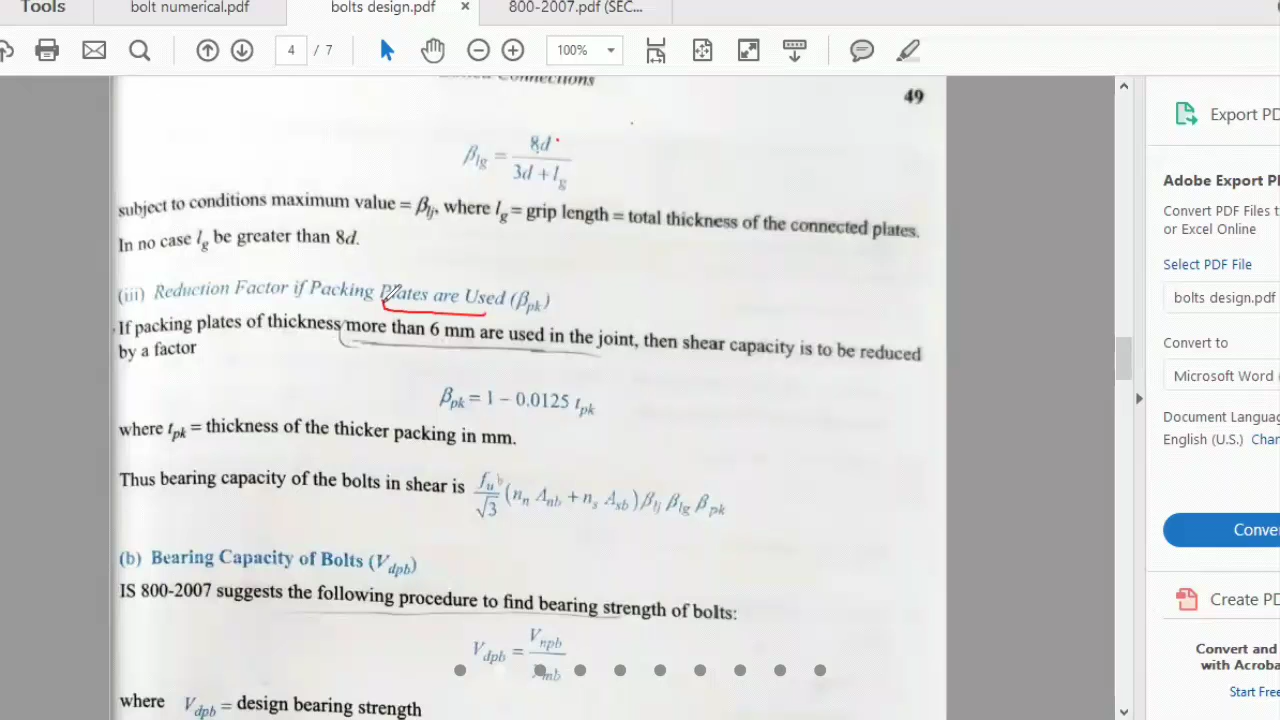 Tools
bolt numerical.pdf
bolts design.pdf
×
800-2007.pdf (SEC...
4 / 7
100%
Connections
49
β_lg = 8d / (3d + l_g)
subject to conditions maximum value = β_lj, where l_g = grip length = total thickness of the connected plates.
In no case l_g be greater than 8d.
(iii) Reduction Factor if Packing Plates are Used (β_pk)
If packing plates of thickness more than 6 mm are used in the joint, then shear capacity is to be reduced
by a factor
β_pk = 1 – 0.0125 t_pk
where t_pk = thickness of the thicker packing in mm.
Thus bearing capacity of the bolts in shear is f_u^b / √3 (n_n A_nb + n_s A_sb) β_lj β_lg β_pk
(b) Bearing Capacity of Bolts (V_dpb)
IS 800-2007 suggests the following procedure to find bearing strength of bolts:
V_dpb = V_npb / mb
where V_dpb = design bearing strength
Export PD
Adobe Export P
Convert PDF Files t
or Excel Online
Select PDF File
bolts design.pdf
Convert to
Microsoft Word (
Document Languag
English (U.S.) Chan
Conver
Create PD
Convert and
with Acroba
Start Free